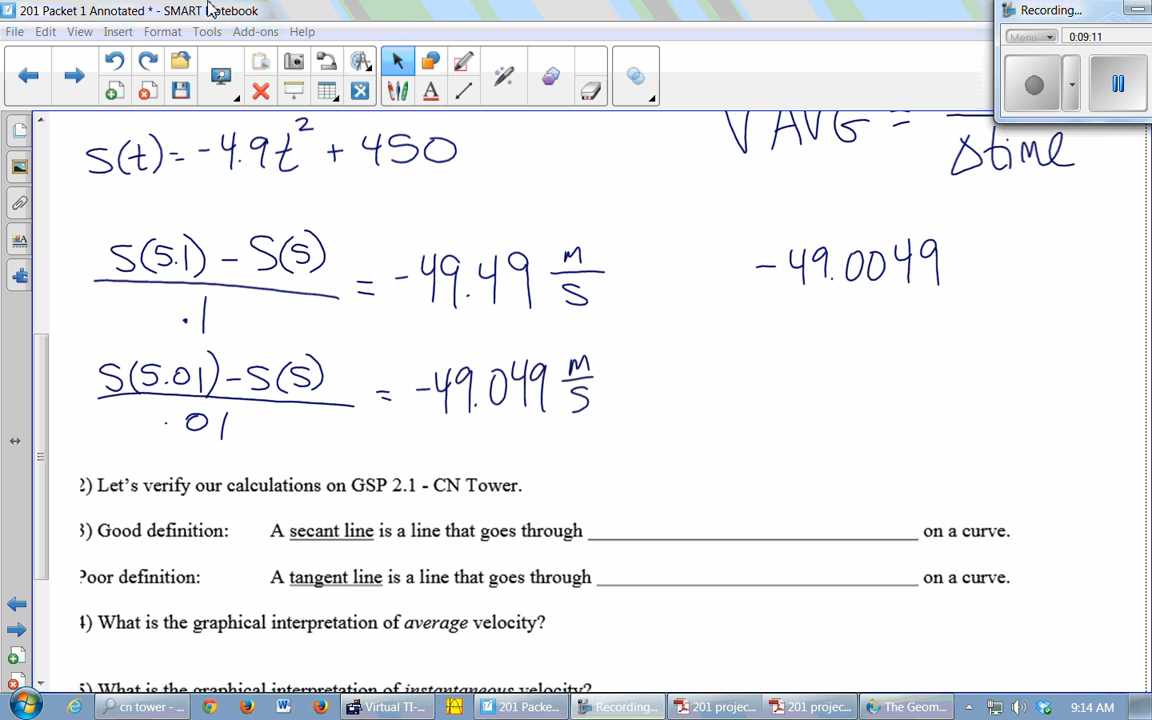 201 Packet 1 Annotated * - SMART Notebook
Recording...
File Edit View Insert Format Tools Add-ons Help
Menu
0:09:11
V AVG =
Δtime
S(t) = -4.9t² + 450
S(5.1) - S(5)
.1
= -49.49 m/s
-49.0049
S(5.01) - S(5)
.01
= -49.049 m/s
2) Let's verify our calculations on GSP 2.1 - CN Tower.
3) Good definition: A secant line is a line that goes through ____ on a curve.
Poor definition: A tangent line is a line that goes through ____ on a curve.
4) What is the graphical interpretation of average velocity?
5) What is the graphical interpretation of instantaneous velocity?
cn tower - ...
Virtual TI-...
201 Packe...
Recording...
201 projec...
201 projec...
The Geom...
9:14 AM